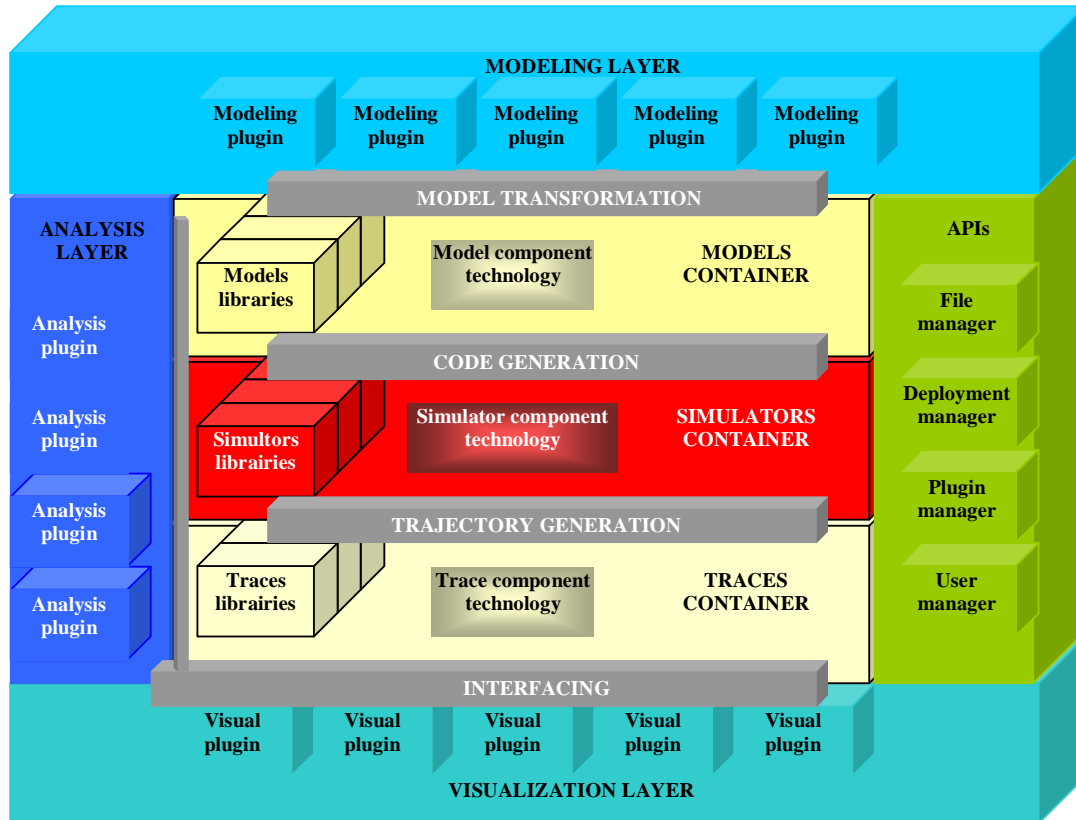 MODELING LAYER
Modeling
plugin
Modeling
plugin
Modeling
plugin
Modeling
plugin
Modeling
plugin
MODEL TRANSFORMATION
ANALYSIS
LAYER
Analysis
plugin
Analysis
plugin
Analysis
plugin
Analysis
plugin
Models
libraries
Model component
technology
MODELS
CONTAINER
CODE GENERATION
Simultors
librairies
Simulator component
technology
SIMULATORS
CONTAINER
TRAJECTORY GENERATION
Traces
librairies
Trace component
technology
TRACES
CONTAINER
INTERFACING
APIs
File
manager
Deployment
manager
Plugin
manager
User
manager
Visual
plugin
Visual
plugin
Visual
plugin
Visual
plugin
Visual
plugin
VISUALIZATION LAYER